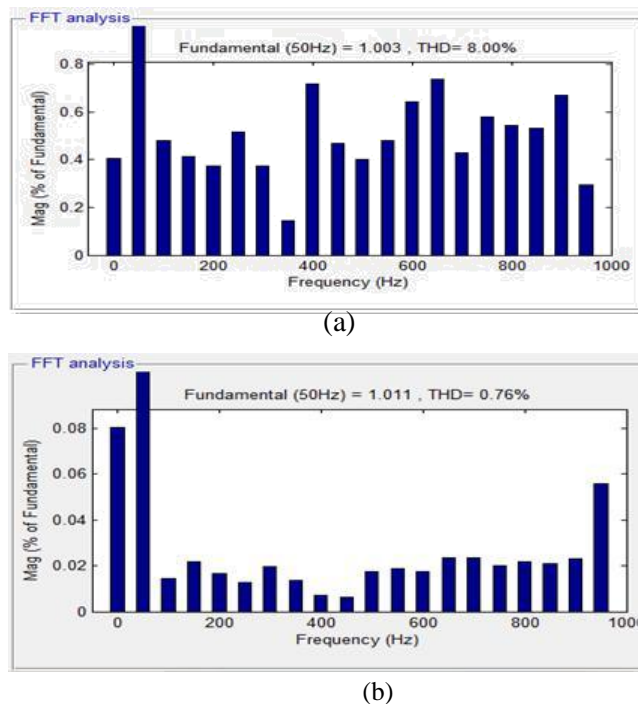 FFT analysis
Fundamental (50Hz) = 1.003 , THD= 8.00%
Mag (% of Fundamental)
0.8
0.6
0.4
0.2
0
0 200 400 600 800 1000
Frequency (Hz)
(a)
FFT analysis
Fundamental (50Hz) = 1.011 , THD= 0.76%
Mag (% of Fundamental)
0.08
0.06
0.04
0.02
0
0 200 400 600 800 1000
Frequency (Hz)
(b)